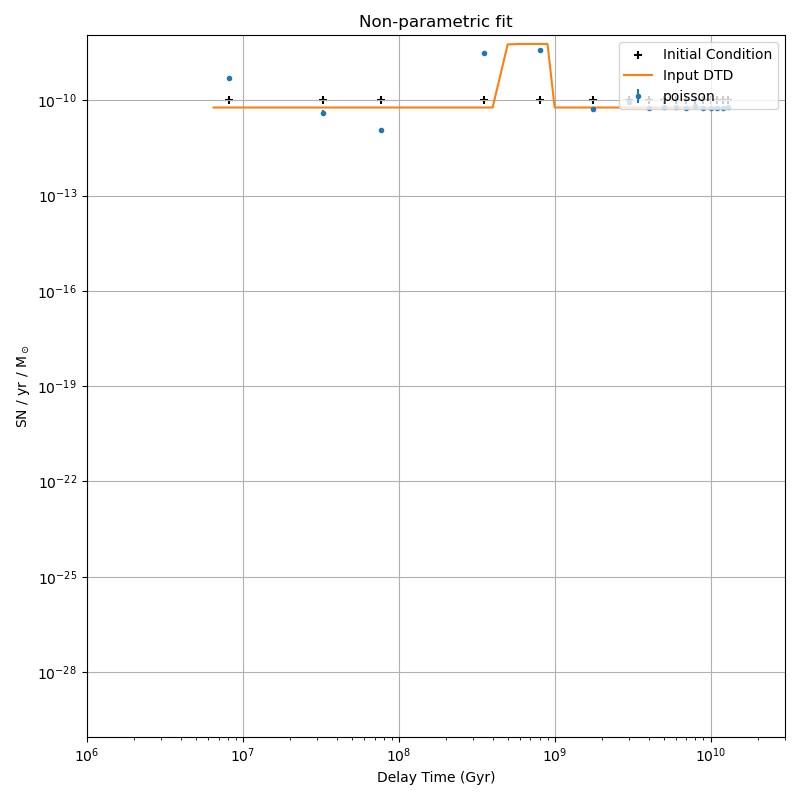 Non-parametric fit
Initial Condition
Input DTD
poisson
SN / yr / M$_\odot$
10^{-10}
10^{-13}
10^{-16}
10^{-19}
10^{-22}
10^{-25}
10^{-28}
10^6
10^7
10^8
10^9
10^{10}
Delay Time (Gyr)